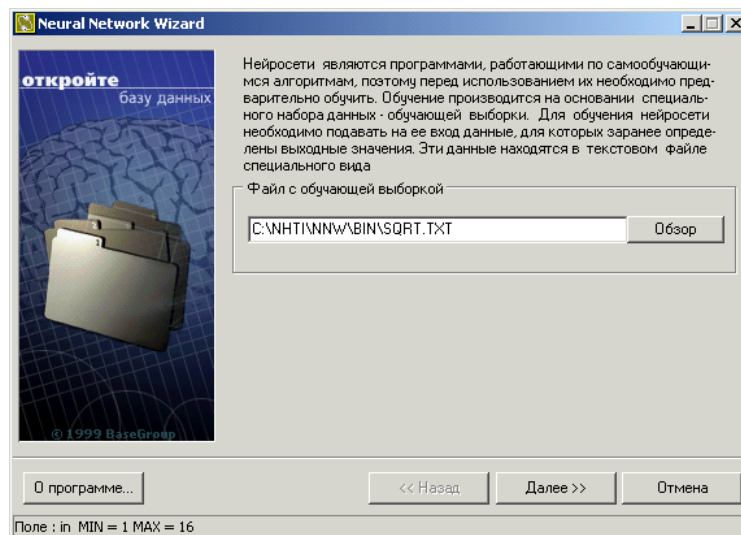 Neural Network Wizard
откройте
базу данных
Нейросети являются программами, работающими по самообучающи-
мся алгоритмам, поэтому перед использованием их необходимо пред-
варительно обучить. Обучение производится на основании специаль-
ного набора данных - обучающей выборки. Для обучения нейросети
необходимо подавать на ее вход данные, для которых заранее опреде-
лены выходные значения. Эти данные находятся в текстовом файле
специального вида
Файл с обучающей выборкой
C:\NHTI\NNW\BIN\SQRT.TXT
Обзор
2
1
© 1999 BaseGroup
О программе...
<< Назад
Далее >>
Отмена
Поле : in MIN = 1 MAX = 16